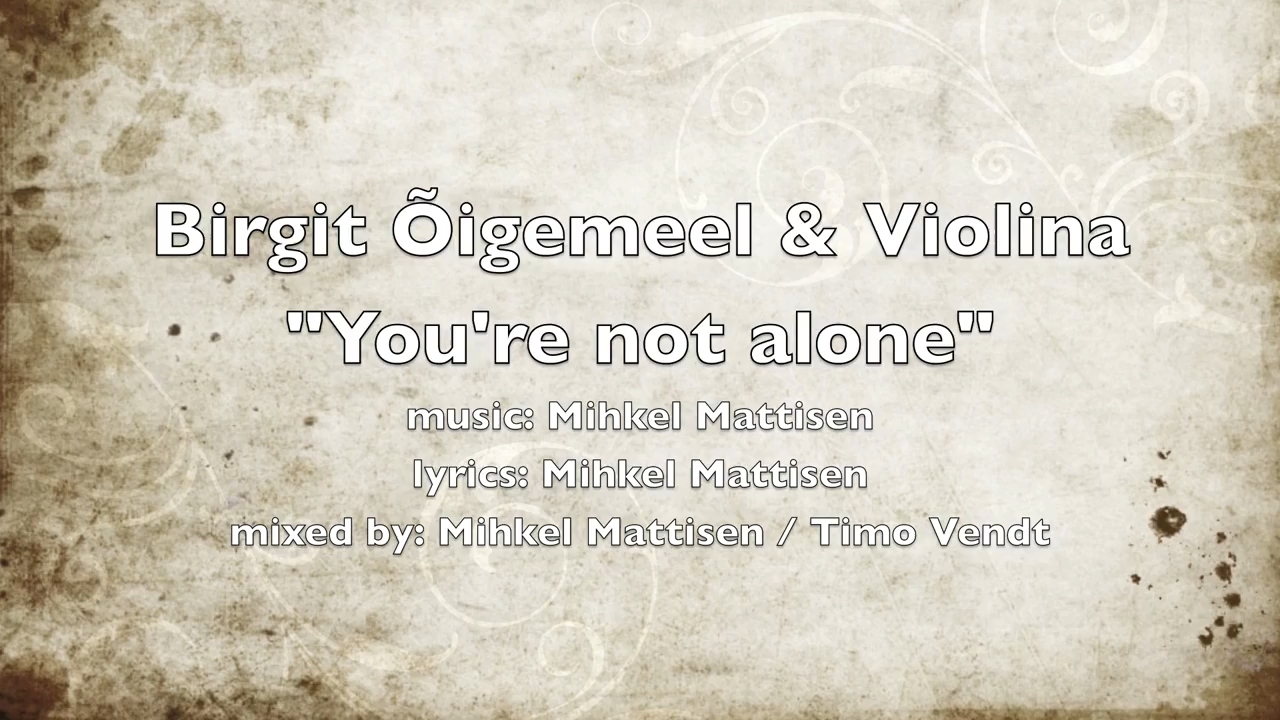 Birgit Õigemeel & Violina
"You're not alone"
music: Mihkel Mattisen
lyrics: Mihkel Mattisen
mixed by: Mihkel Mattisen / Timo Vendt